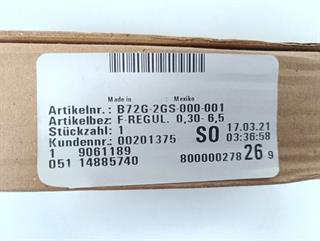 Made in Mexiko
Artikelnr.: B72G-2GS-000-001
Artikelbez: F-REGUL. 0,30- 6,5
Stückzahl: 1 SO 17.03.21
Kundennr.: 00201375 03:36:58
1 9061189
051 14885740 800000278 26 9